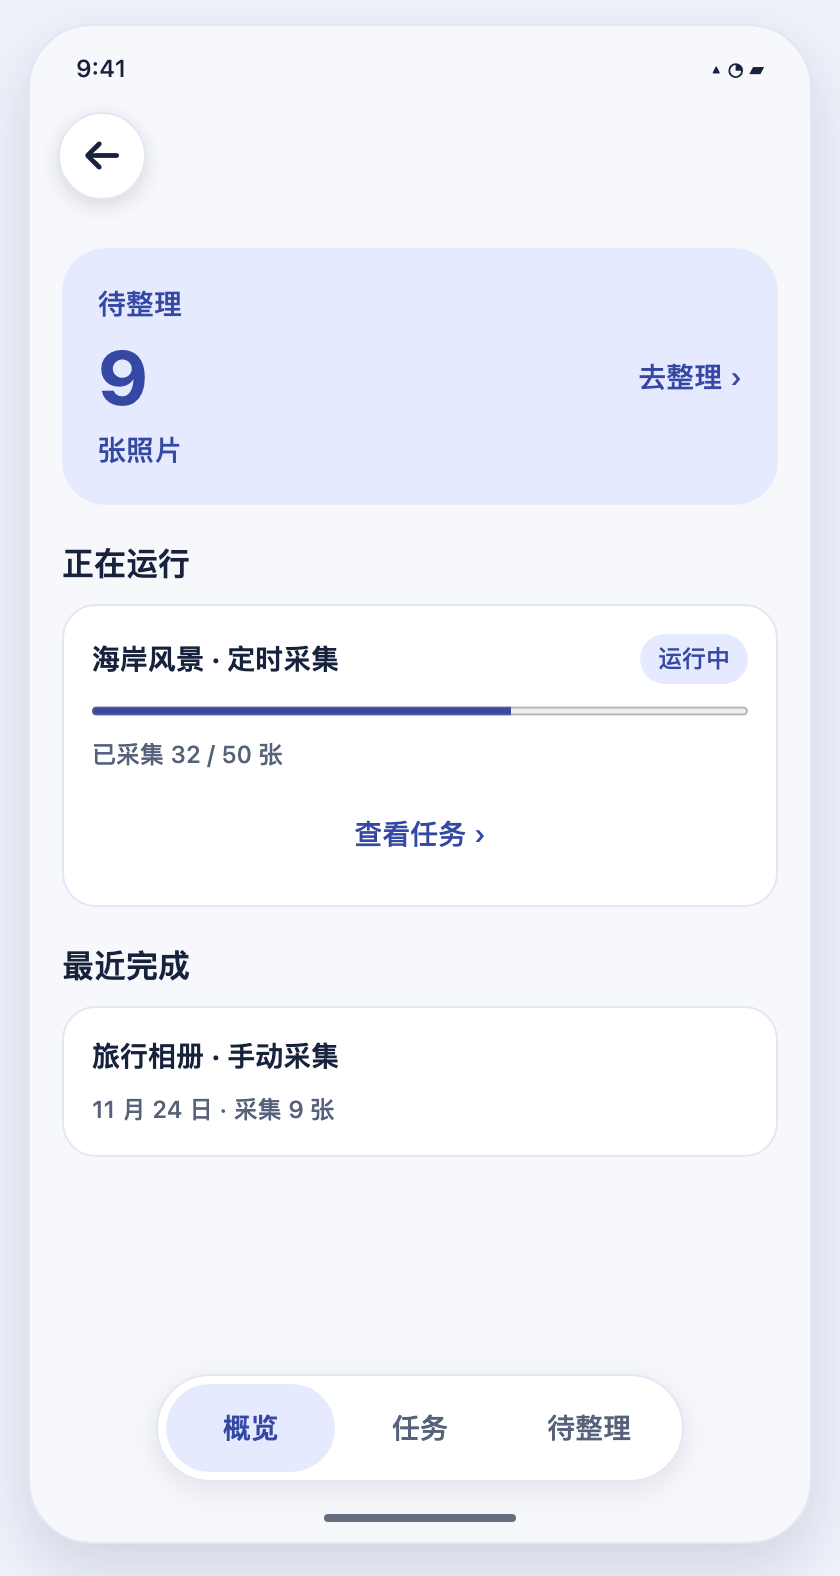 9:41
待整理
9
去整理 ›
张照片
正在运行
海岸风景 · 定时采集
运行中
已采集 32 / 50 张
查看任务 ›
最近完成
旅行相册 · 手动采集
11 月 24 日 · 采集 9 张
概览
任务
待整理